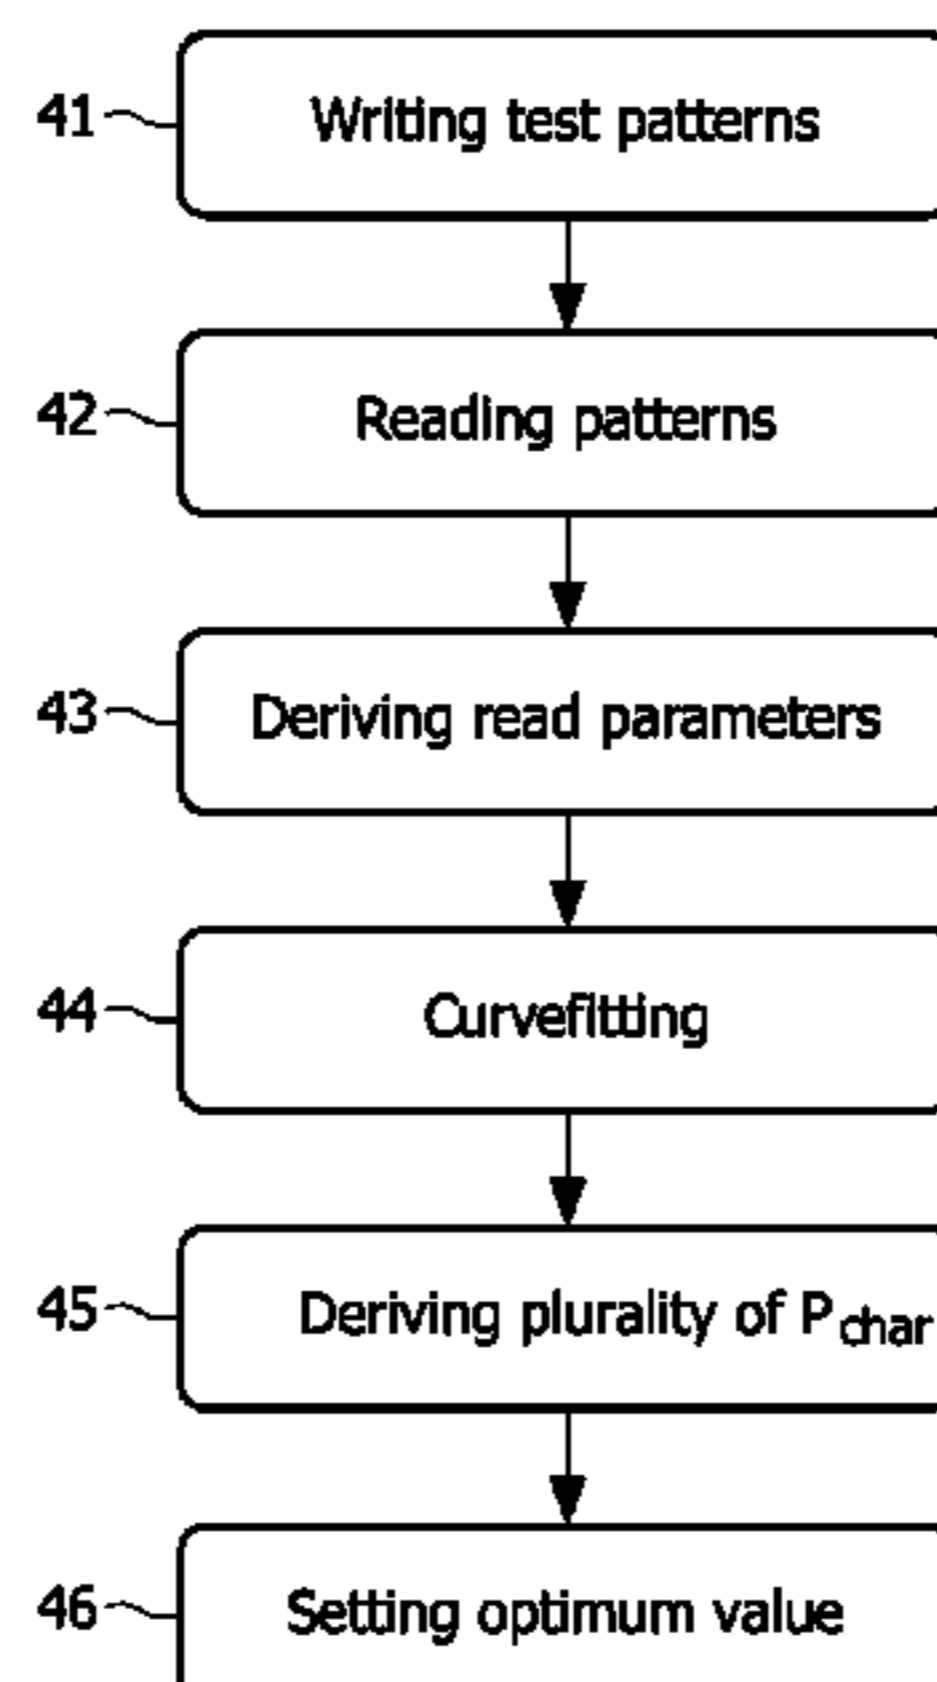 41 Writing test patterns
42 Reading patterns
43 Deriving read parameters
44 Curvefitting
45 Deriving plurality of Pchar
46 Setting optimum value